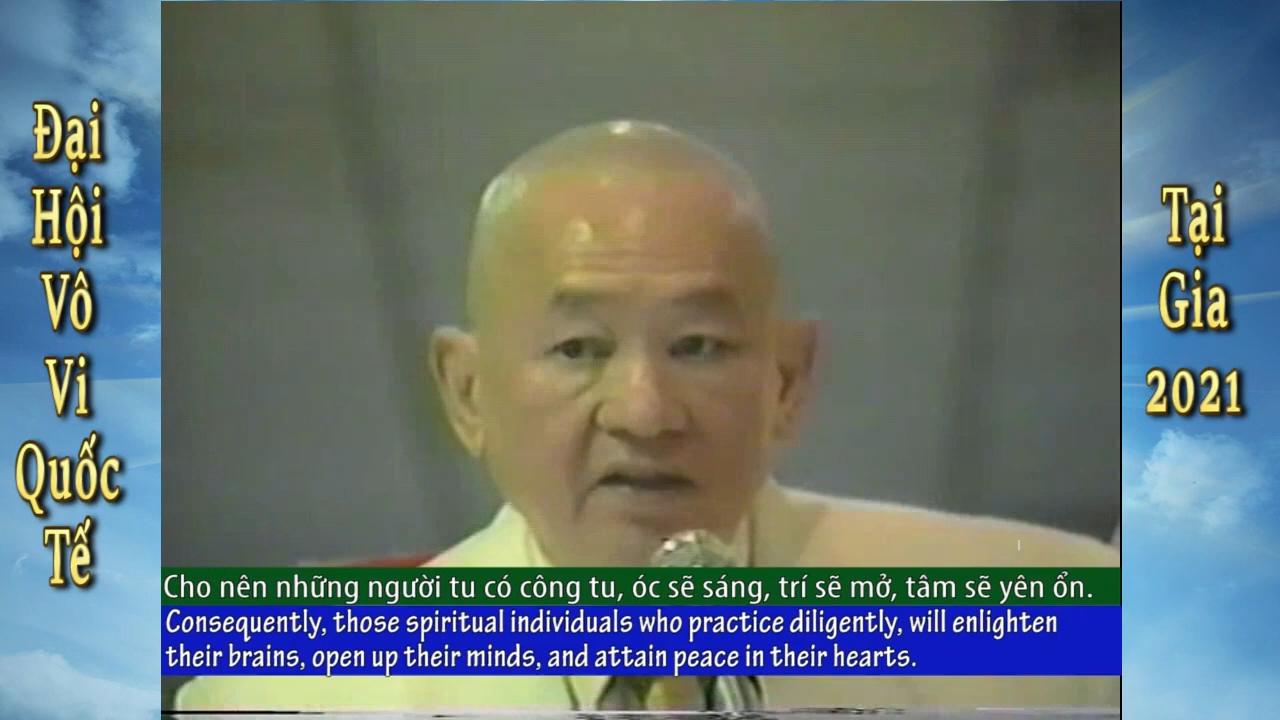 Đại
Hội
Vô
Vi
Quốc
Tế
Tại
Gia
2021
Cho nên những người tu có công tu, óc sẽ sáng, trí sẽ mở, tâm sẽ yên ổn.
Consequently, those spiritual individuals who practice diligently, will enlighten
their brains, open up their minds, and attain peace in their hearts.